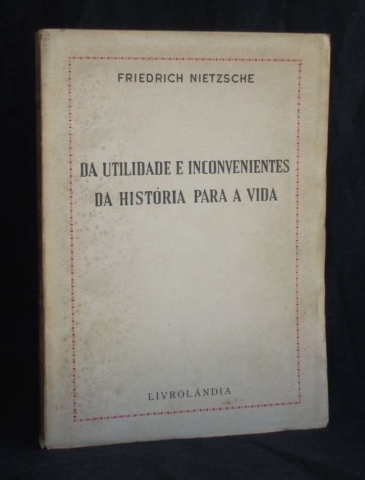 FRIEDRICH NIETZSCHE
DA UTILIDADE E INCONVENIENTES
DA HISTÓRIA PARA A VIDA
LIVROLÂNDIA